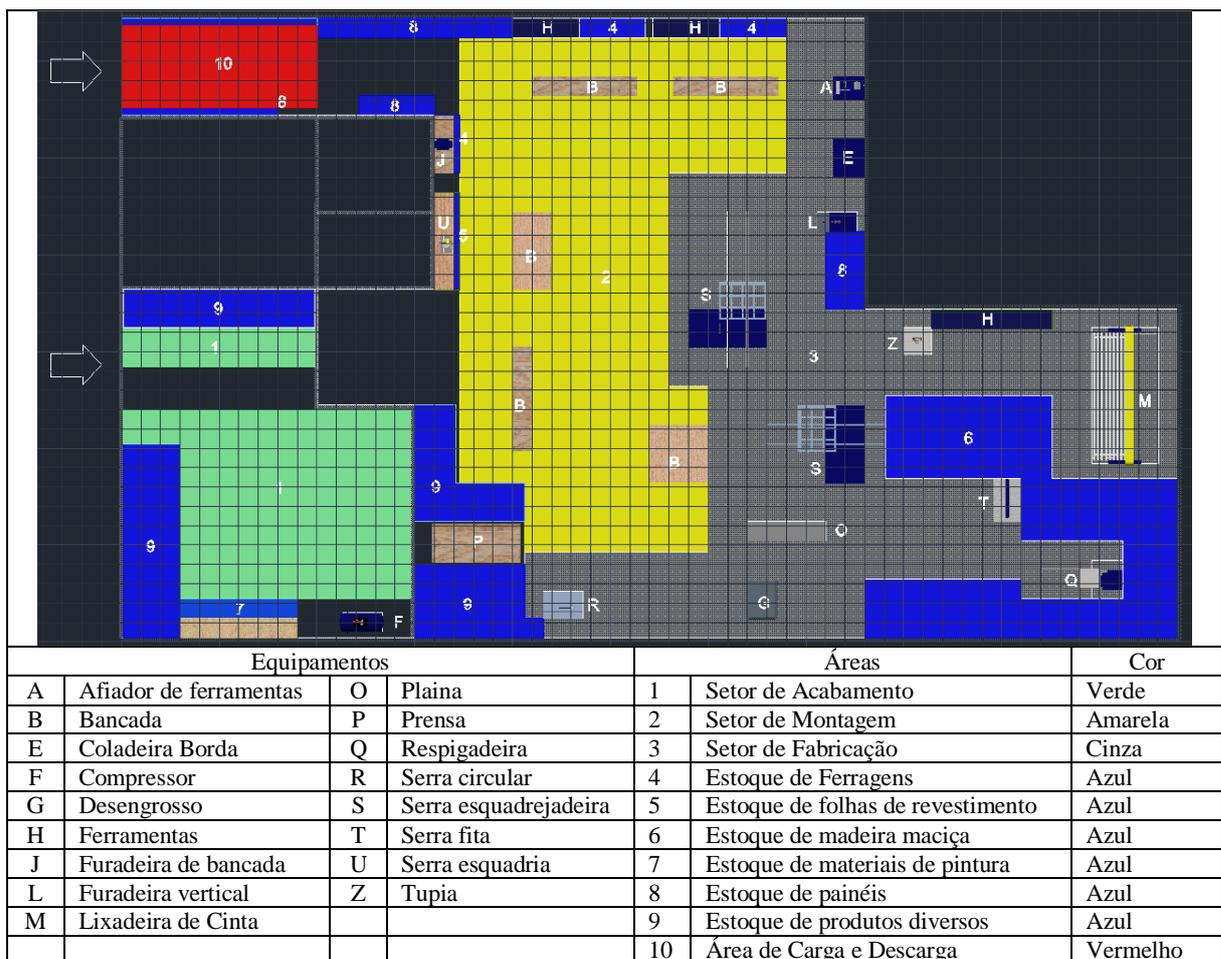 8 H 4 H 4
10
B B A
8 8
4
J E
U L
5
B 2 8
S
9 H
1 3 Z
B M
6
B S
1 9
T
P O
9
Q
7 9 R G
F
Equipamentos Áreas Cor
A Afiador de ferramentas O Plaina 1 Setor de Acabamento Verde
B Bancada P Prensa 2 Setor de Montagem Amarela
E Coladeira Borda Q Respigadeira 3 Setor de Fabricação Cinza
F Compressor R Serra circular 4 Estoque de Ferragens Azul
G Desengrosso S Serra esquadrejadeira 5 Estoque de folhas de revestimento Azul
H Ferramentas T Serra fita 6 Estoque de madeira maciça Azul
J Furadeira de bancada U Serra esquadria 7 Estoque de materiais de pintura Azul
L Furadeira vertical Z Tupia 8 Estoque de painéis Azul
M Lixadeira de Cinta 9 Estoque de produtos diversos Azul
10 Área de Carga e Descarga Vermelho